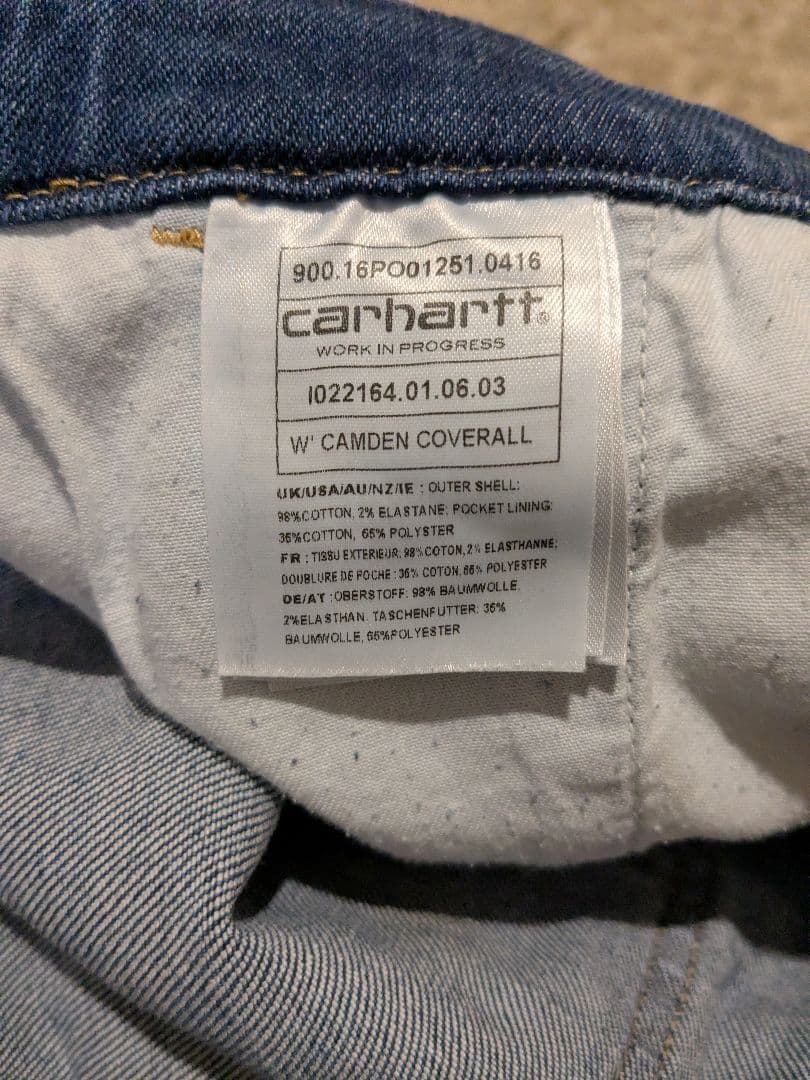 900.16PO01251.0416
carhartt®
WORK IN PROGRESS
I022164.01.06.03
W' CAMDEN COVERALL
UK/USA/AU/NZ/IE : OUTER SHELL:
98%COTTON, 2% ELASTANE; POCKET LINING:
35%COTTON, 65% POLYSTER
FR : TISSU EXTERIEUR: 98%COTON, 2% ELASTHANNE;
DOUBLURE DE POCHE : 35% COTON, 65% POLYESTER
DE/AT :OBERSTOFF: 98% BAUMWOLLE,
2%ELASTHAN. TASCHENFUTTER: 35%
BAUMWOLLE, 65%POLYESTER